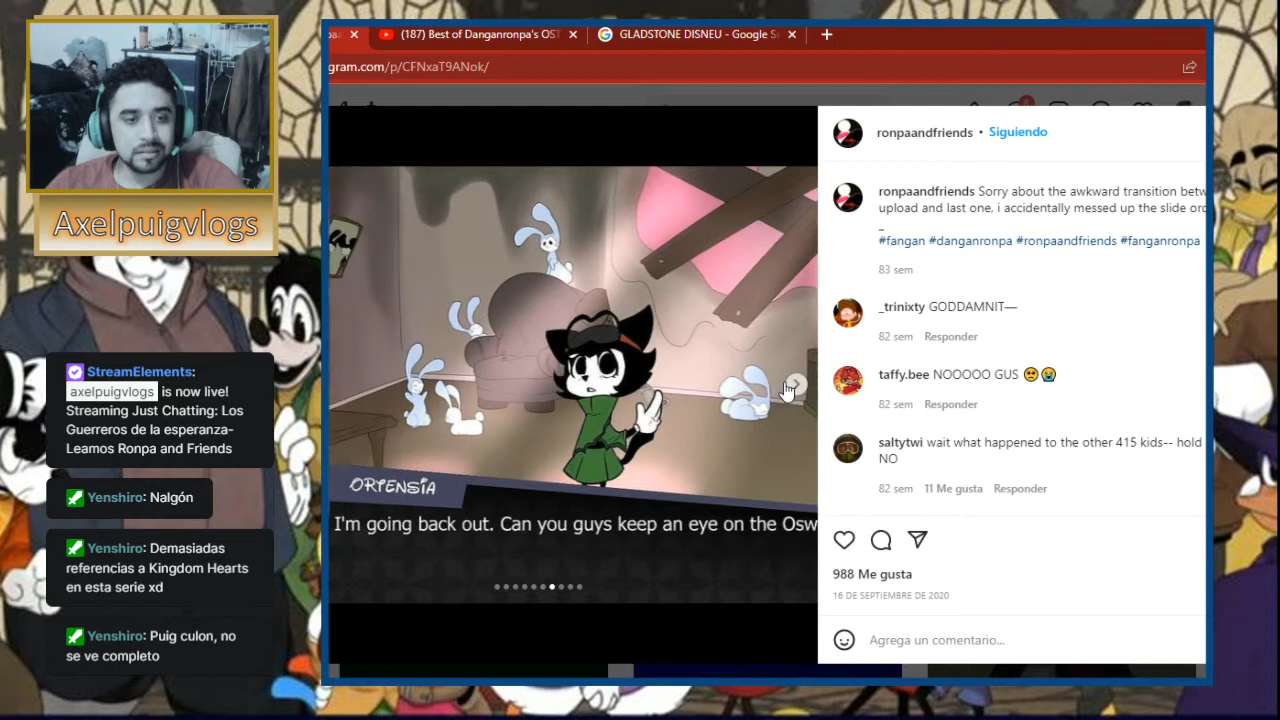 (187) Best of Danganronpa's OST
GLADSTONE DISNEU - Google S
gram.com/p/CFNxaT9ANok/
Axelpuigvlogs
StreamElements:
axelpuigvlogs is now live!
Streaming Just Chatting: Los
Guerreros de la esperanza-
Leamos Ronpa and Friends
Yenshiro: Nalgón
Yenshiro: Demasiadas
referencias a Kingdom Hearts
en esta serie xd
Yenshiro: Puig culon, no
se ve completo
ORTENSIA
I'm going back out. Can you guys keep an eye on the Osw
ronpaandfriends • Siguiendo
ronpaandfriends Sorry about the awkward transition betw
upload and last one, i accidentally messed up the slide ord
_
#fangan #danganronpa #ronpaandfriends #fanganronpa
83 sem
_trinixty GODDAMNIT—
82 sem Responder
taffy.bee NOOOOO GUS 🥺😭
82 sem Responder
saltytwi wait what happened to the other 415 kids-- hold
NO
82 sem 11 Me gusta Responder
988 Me gusta
16 DE SEPTIEMBRE DE 2020
Agrega un comentario...